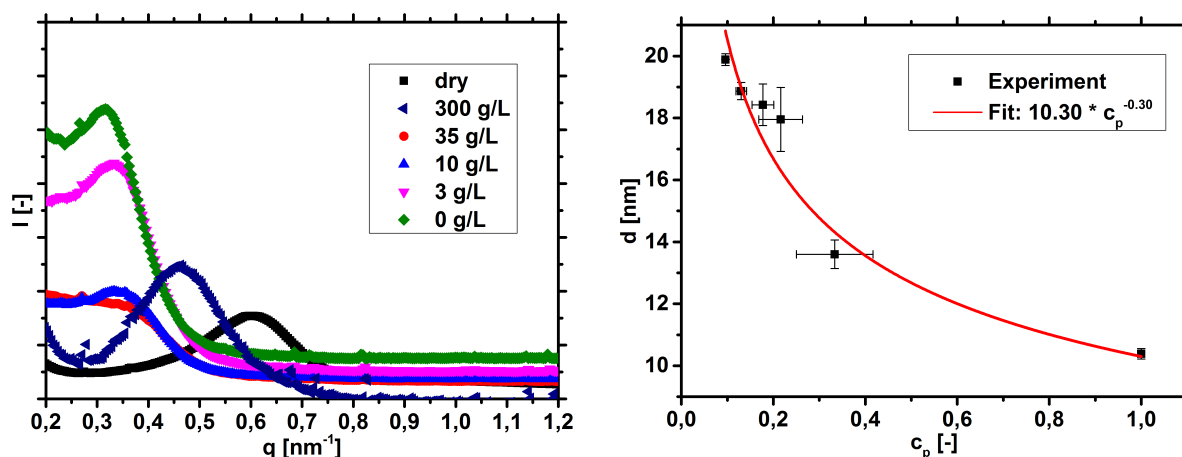 I [-]
dry
300 g/L
35 g/L
10 g/L
3 g/L
0 g/L
0,2 0,3 0,4 0,5 0,6 0,7 0,8 0,9 1,0 1,1 1,2
q [nm⁻¹]
d [nm]
20
18
16
14
12
10
Experiment
Fit: 10.30 * cₚ⁻⁰·³⁰
0,0 0,2 0,4 0,6 0,8 1,0
cₚ [-]